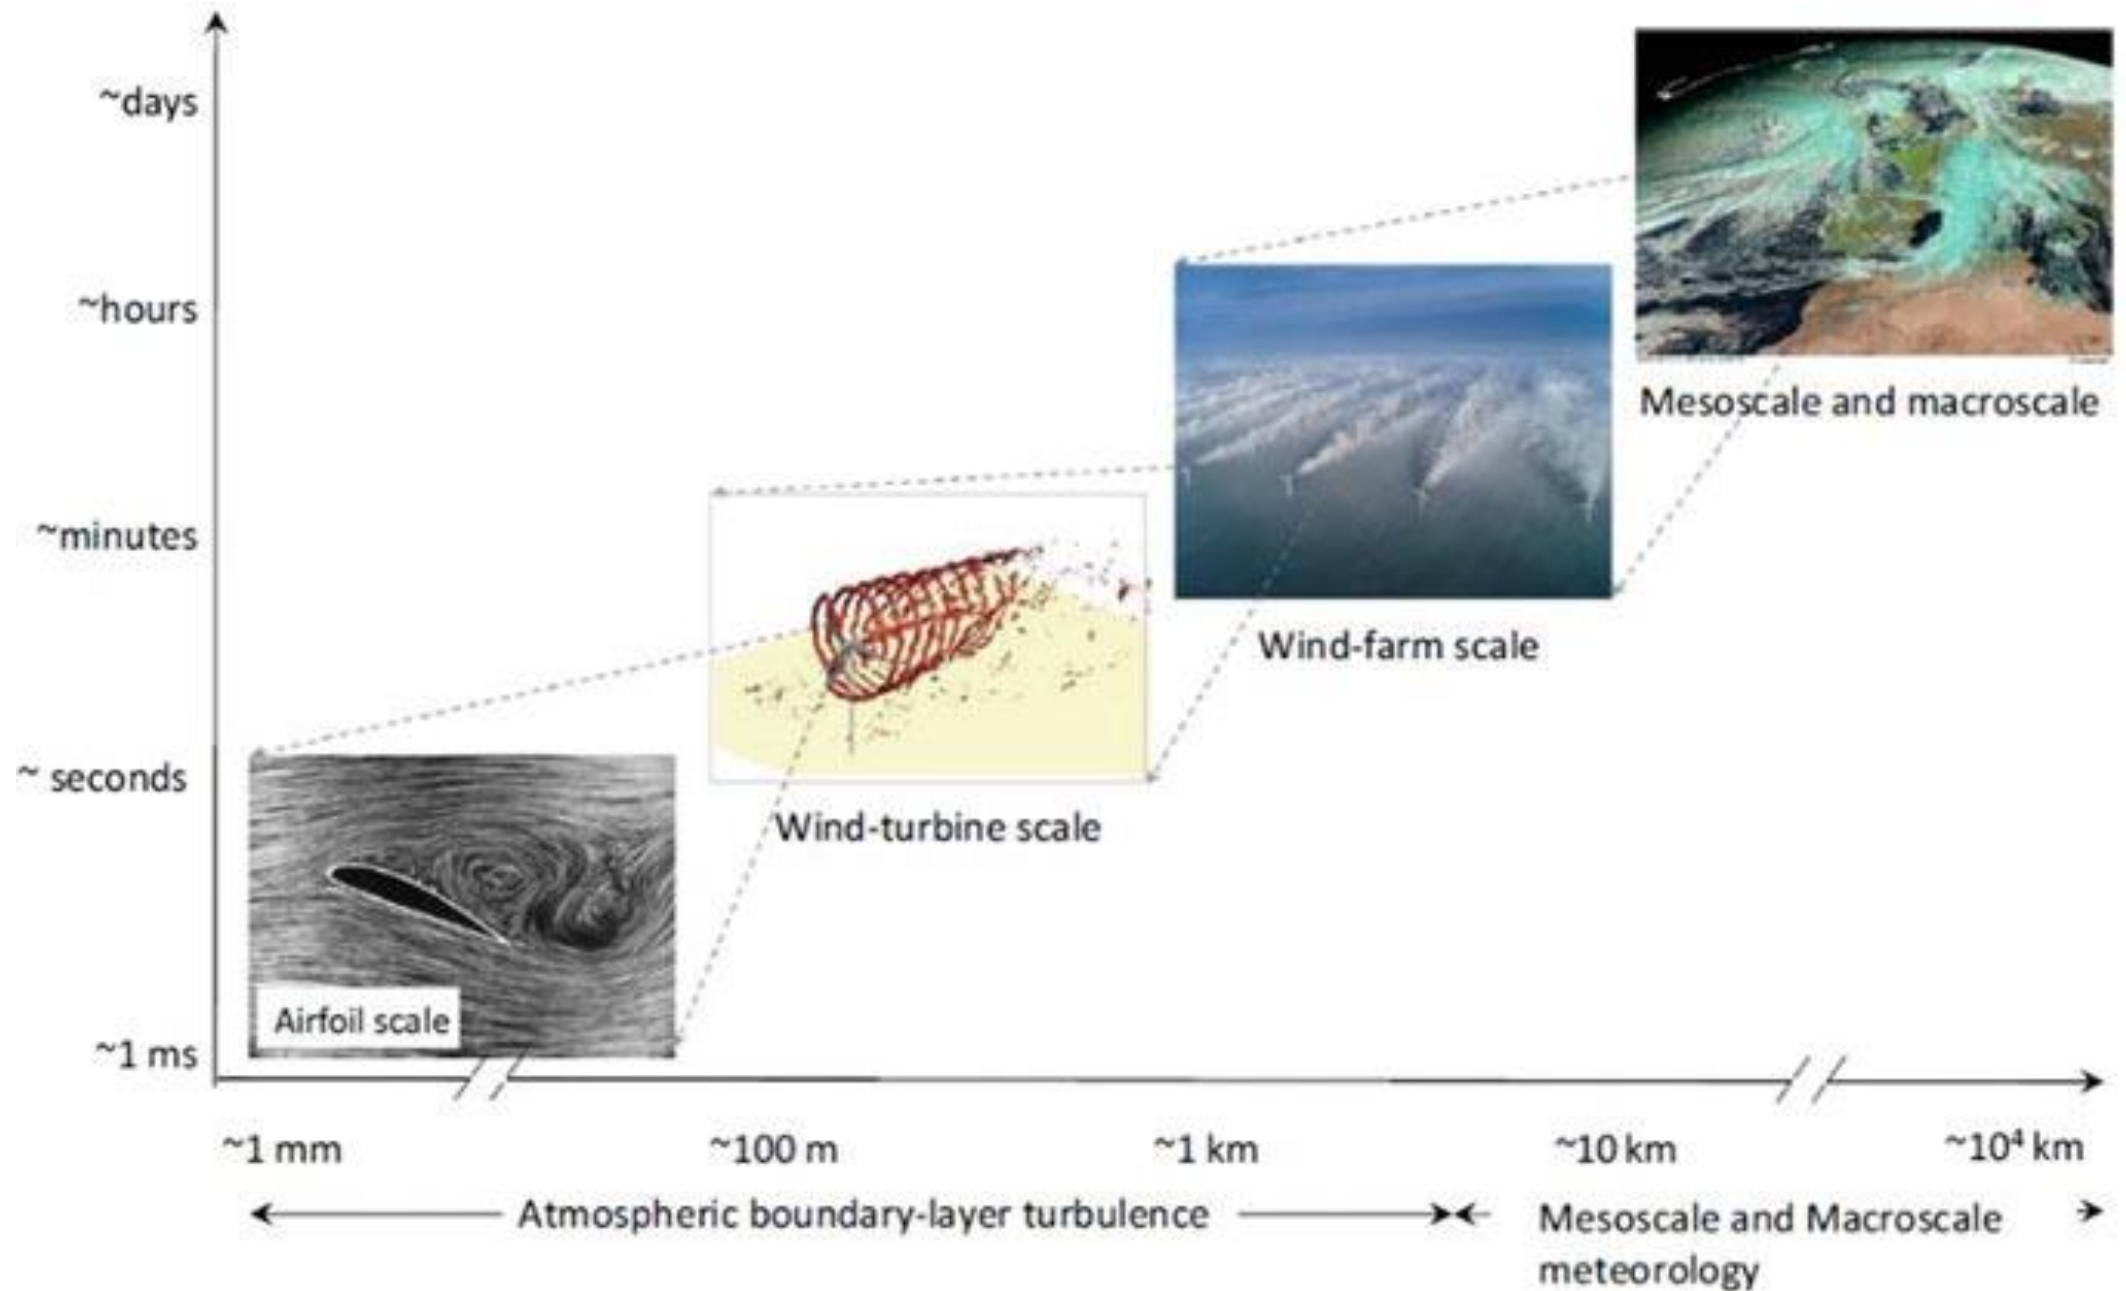 ~days
~hours
~minutes
~ seconds
~1 ms
Mesoscale and macroscale
Wind-farm scale
Wind-turbine scale
Airfoil scale
~1 mm
~100 m
~1 km
~10 km
~10⁴ km
Atmospheric boundary-layer turbulence
Mesoscale and Macroscale
meteorology